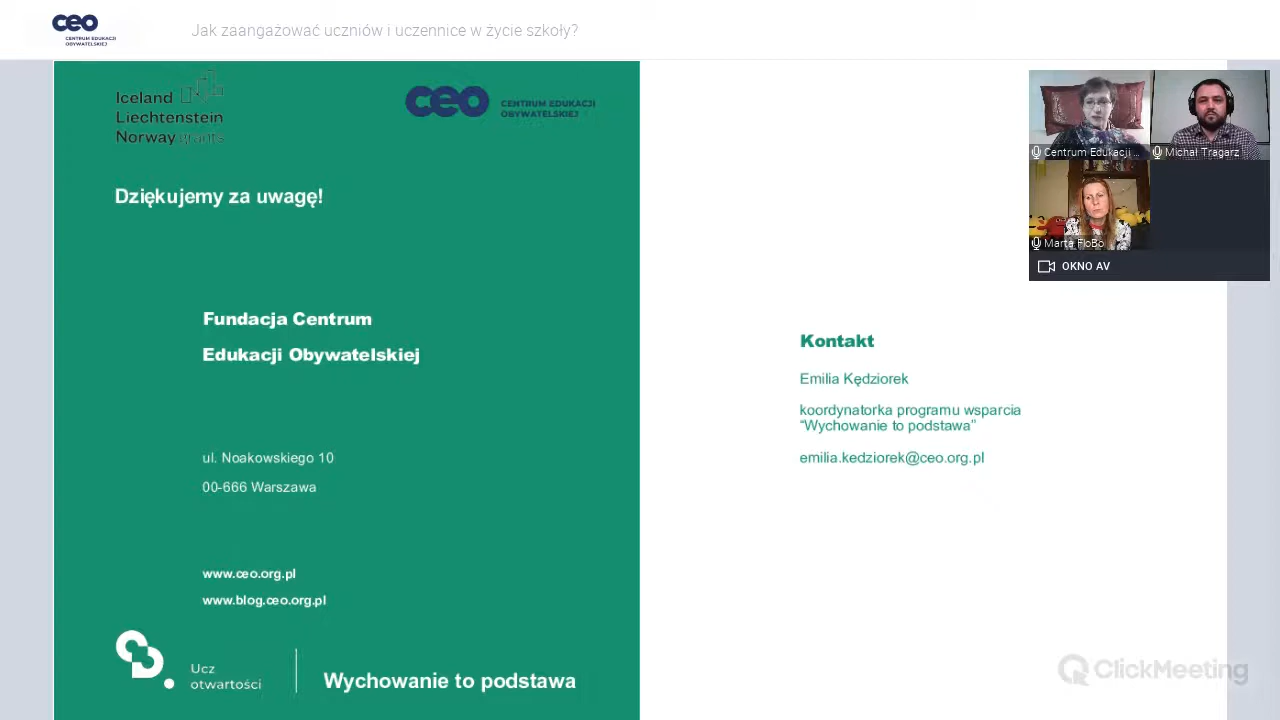 ceo
CENTRUM EDUKACJI
OBYWATELSKIEJ
Jak zaangażować uczniów i uczennice w życie szkoły?
Iceland
Liechtenstein
Norway grants
ceo
CENTRUM EDUKACJI
OBYWATELSKIEJ
Dziękujemy za uwagę!
Fundacja Centrum
Edukacji Obywatelskiej
ul. Noakowskiego 10
00-666 Warszawa
www.ceo.org.pl
www.blog.ceo.org.pl
Ucz
otwartości
Wychowanie to podstawa
Kontakt
Emilia Kędziorek
koordynatorka programu wsparcia
“Wychowanie to podstawa”
emilia.kedziorek@ceo.org.pl
Centrum Edukacji ...
Michał Tragarz
Marta FloBo
OKNO AV
ClickMeeting